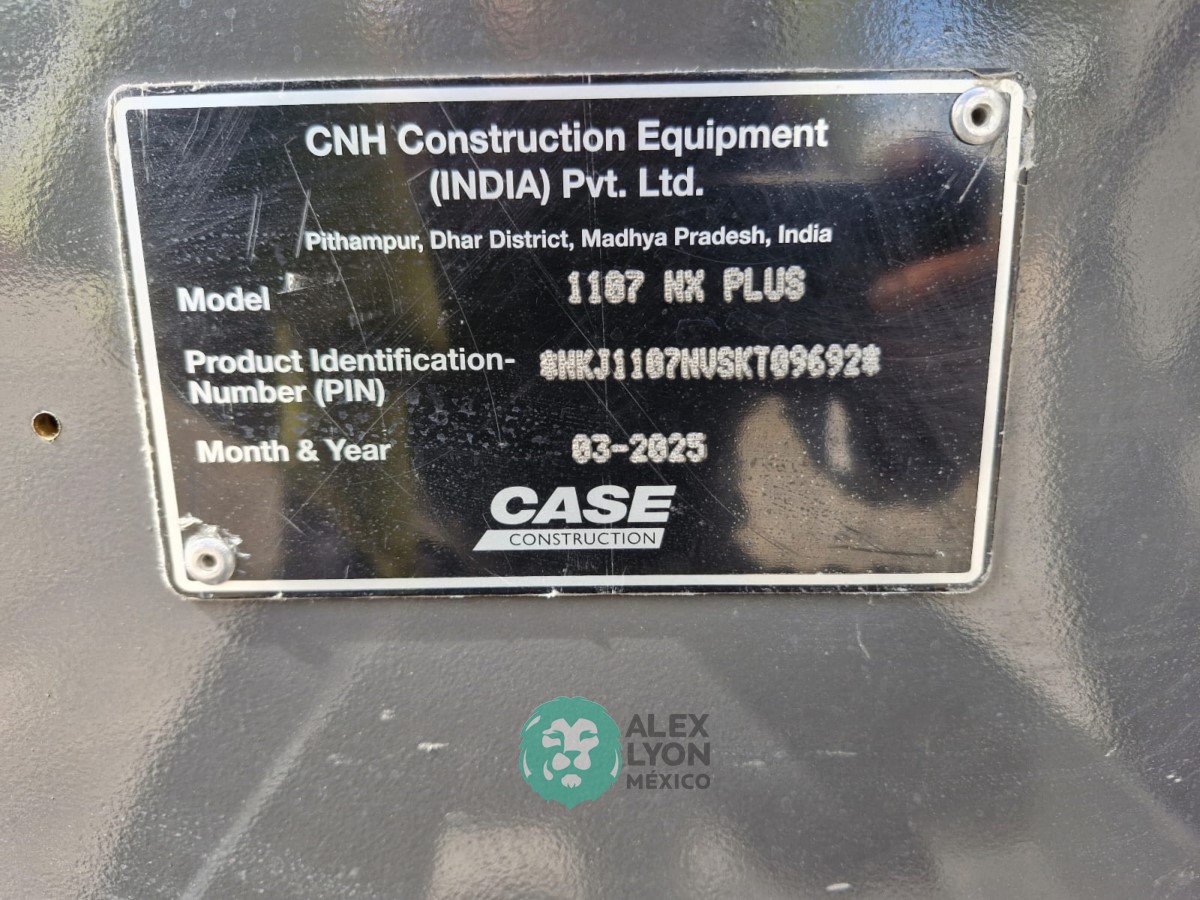 CNH Construction Equipment
(INDIA) Pvt. Ltd.
Pithampur, Dhar District, Madhya Pradesh, India
Model 1107 NX PLUS
Product Identification- *NKJ1107NVSKT09692*
Number (PIN)
Month & Year 03-2025
CASE
CONSTRUCTION
ALEX
LYON
MÉXICO